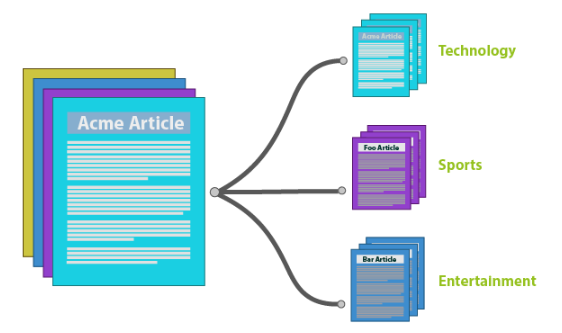 Acme Article
Acme Article
Technology
Foo Article
Sports
Bar Article
Entertainment